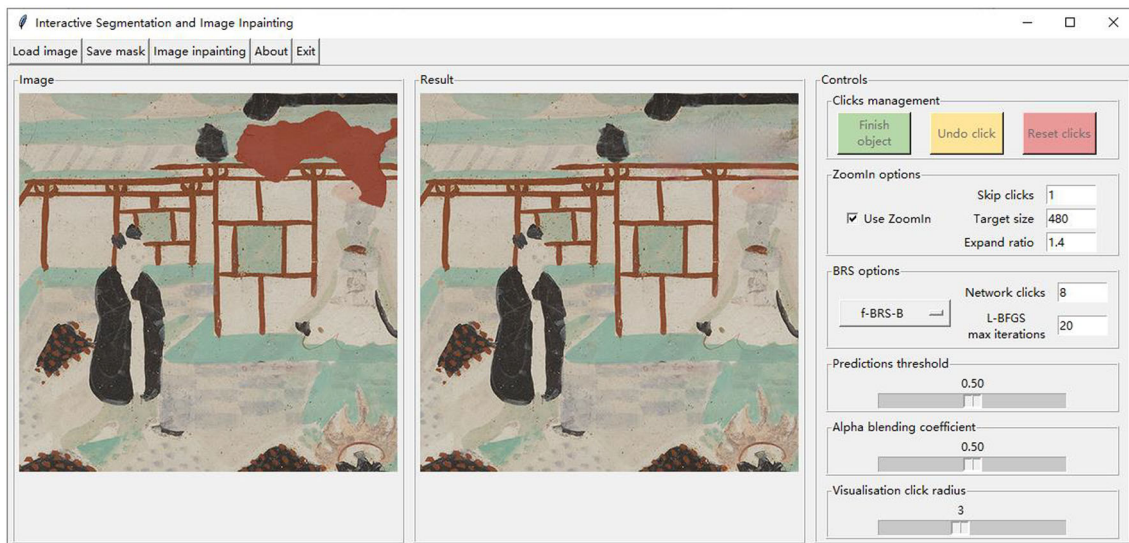 Interactive Segmentation and Image Inpainting
Load image Save mask Image inpainting About Exit
Image
Result
Controls
Clicks management
Finish
object
Undo click
Reset clicks
ZoomIn options
Use ZoomIn
Skip clicks 1
Target size 480
Expand ratio 1.4
BRS options
f-BRS-B
Network clicks 8
L-BFGS
max iterations 20
Predictions threshold
0.50
Alpha blending coefficient
0.50
Visualisation click radius
3